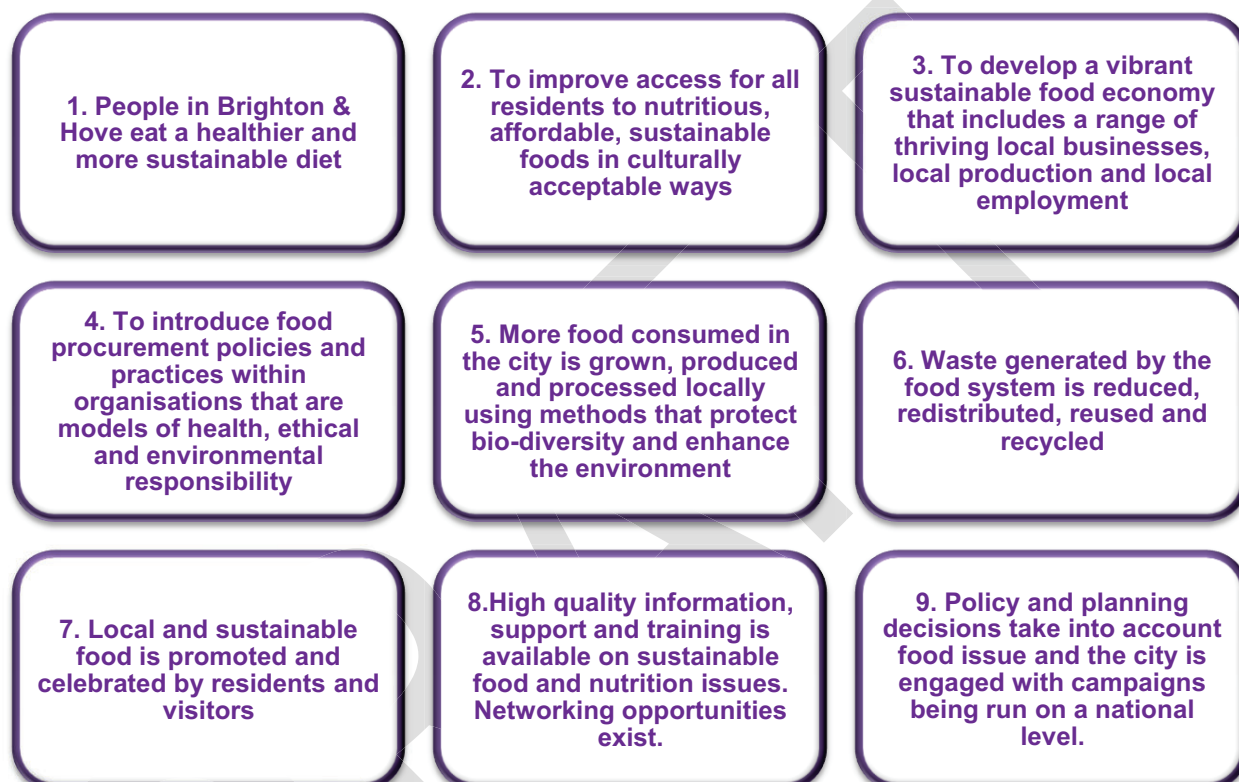 1. People in Brighton &
Hove eat a healthier and
more sustainable diet
2. To improve access for all
residents to nutritious,
affordable, sustainable
foods in culturally
acceptable ways
3. To develop a vibrant
sustainable food economy
that includes a range of
thriving local businesses,
local production and local
employment
4. To introduce food
procurement policies and
practices within
organisations that are
models of health, ethical
and environmental
responsibility
5. More food consumed in
the city is grown, produced
and processed locally
using methods that protect
bio-diversity and enhance
the environment
6. Waste generated by the
food system is reduced,
redistributed, reused and
recycled
7. Local and sustainable
food is promoted and
celebrated by residents and
visitors
8.High quality information,
support and training is
available on sustainable
food and nutrition issues.
Networking opportunities
exist.
9. Policy and planning
decisions take into account
food issue and the city is
engaged with campaigns
being run on a national
level.